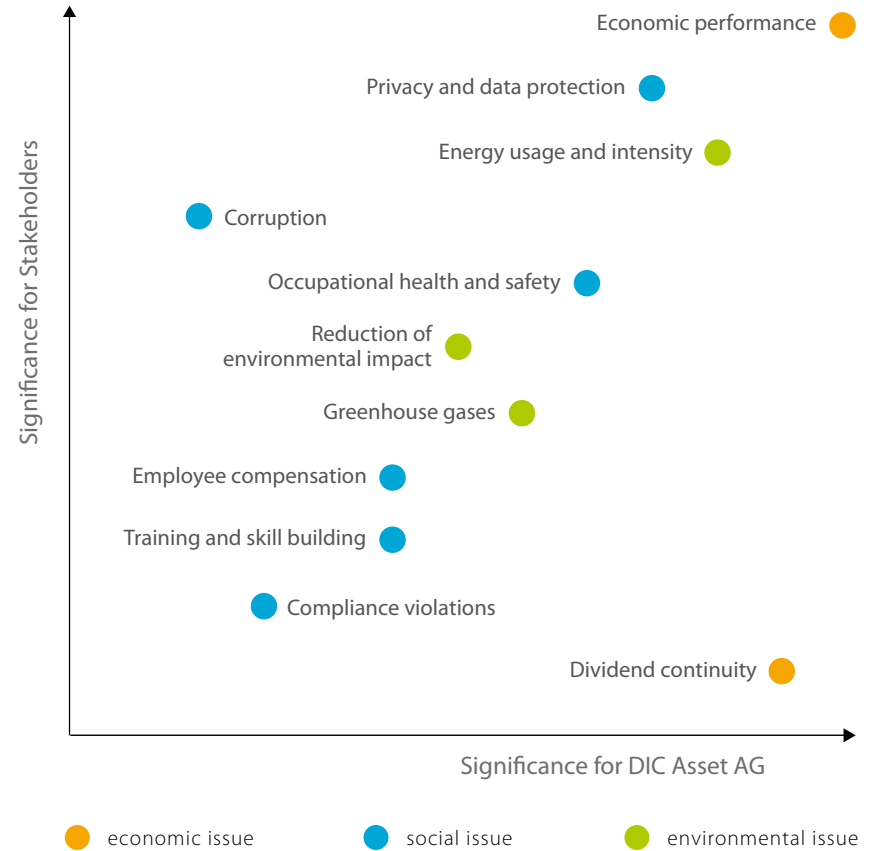 Economic performance
Privacy and data protection
Energy usage and intensity
Corruption
Occupational health and safety
Reduction of
environmental impact
Greenhouse gases
Employee compensation
Training and skill building
Compliance violations
Dividend continuity
Significance for Stakeholders
Significance for DIC Asset AG
economic issue
social issue
environmental issue